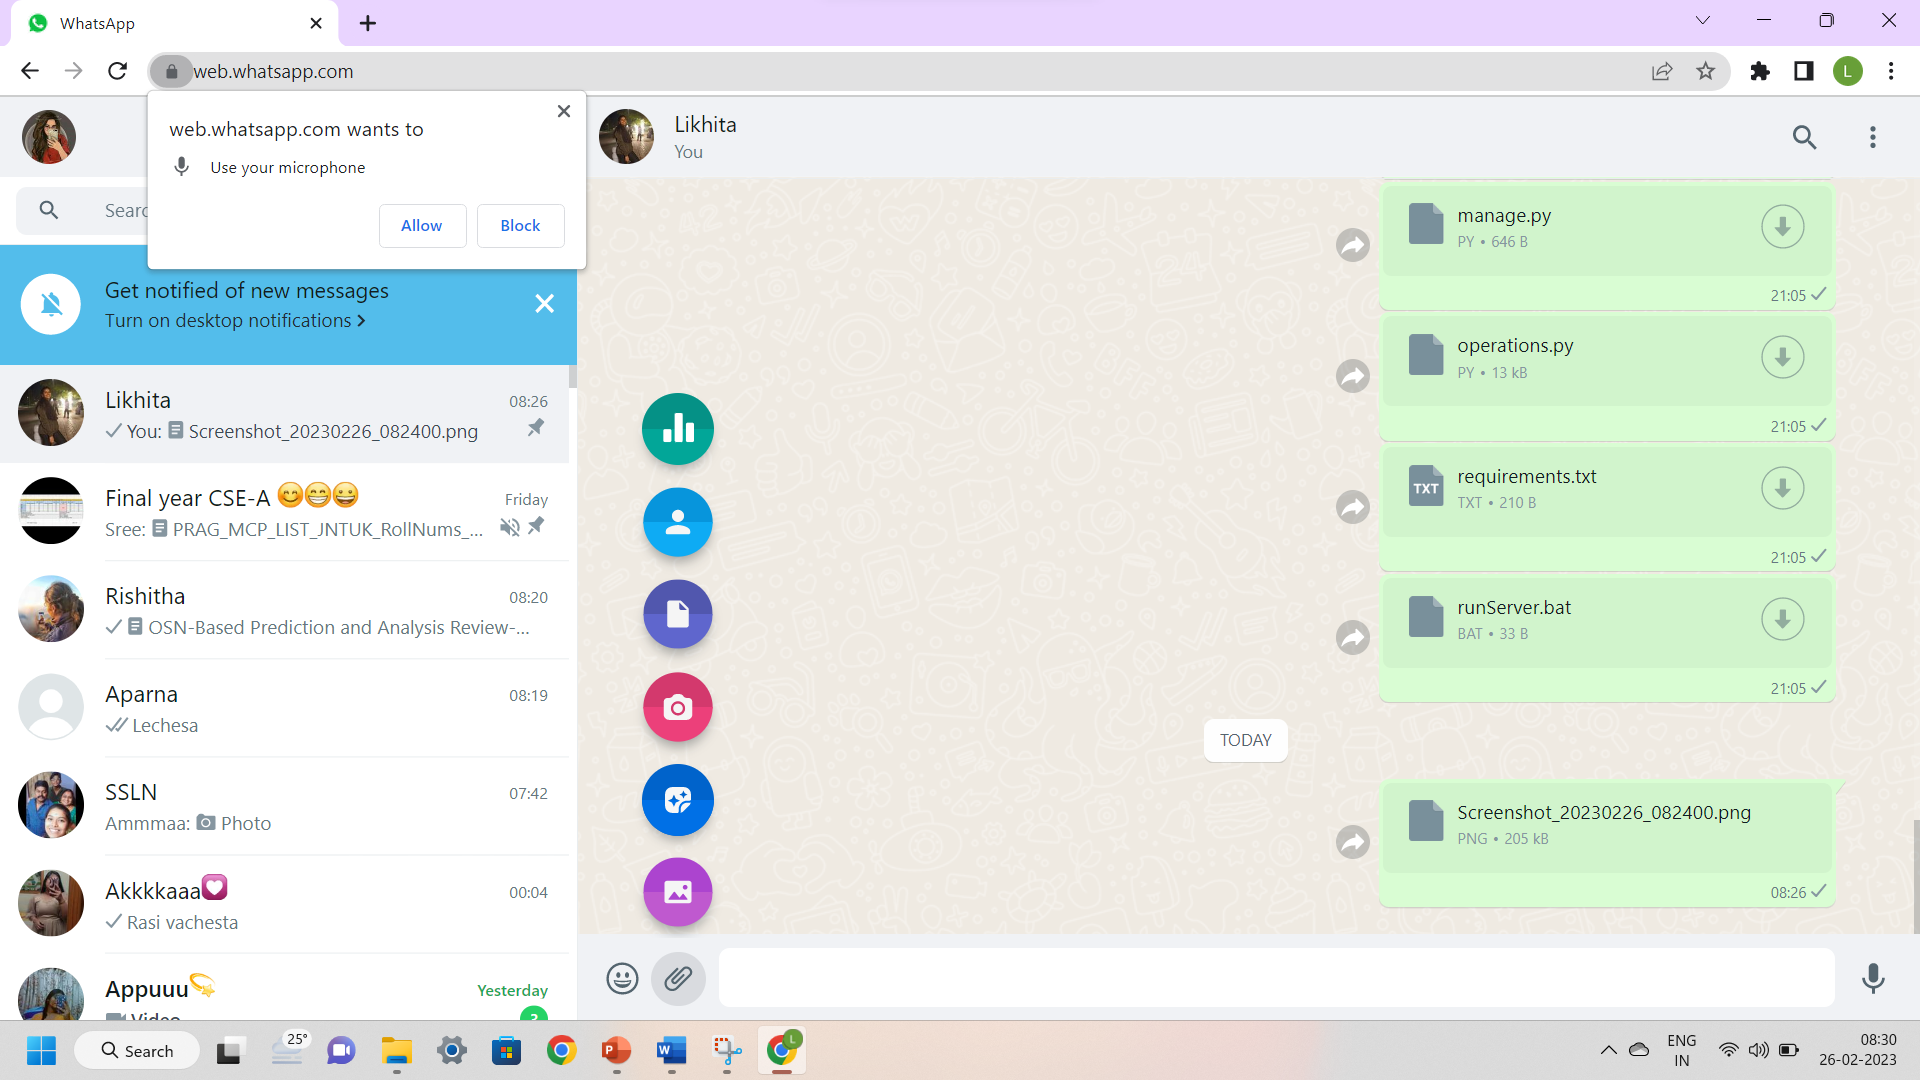 WhatsApp
web.whatsapp.com
L
web.whatsapp.com wants to
Use your microphone
Allow
Block
Likhita
You
Get notified of new messages
Turn on desktop notifications
Likhita
08:26
You: Screenshot_20230226_082400.png
Final year CSE-A 😊😁😀
Friday
Sree: PRAG_MCP_LIST_JNTUK_RollNums_...
Rishitha
08:20
OSN-Based Prediction and Analysis Review-...
Aparna
08:19
Lechesa
SSLN
07:42
Ammmaa: Photo
Akkkkaaa💟
00:04
Rasi vachesta
Appuuu💫
Yesterday
Video
manage.py
PY • 646 B
21:05
operations.py
PY • 13 kB
21:05
TXT
requirements.txt
TXT • 210 B
21:05
runServer.bat
BAT • 33 B
21:05
TODAY
Screenshot_20230226_082400.png
PNG • 205 kB
08:26
Search
25°
L
ENG
IN
08:30
26-02-2023